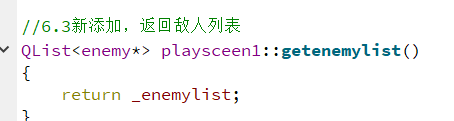 //6.3新添加，返回敌人列表
QList<enemy*> playsceen1::getenemylist()
{
    return _enemylist;
}